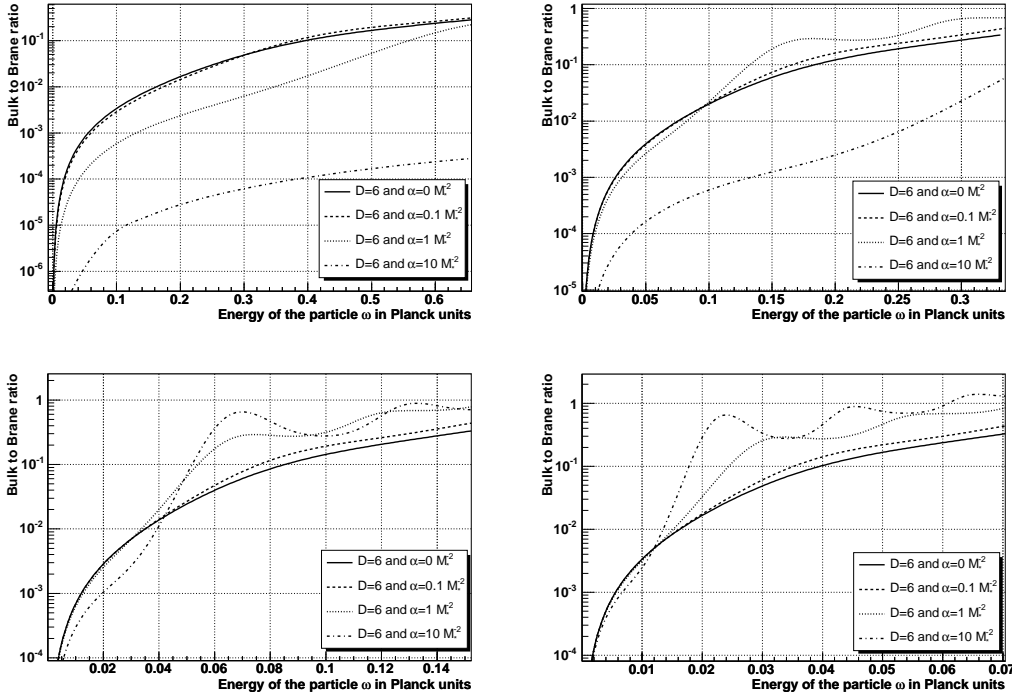 Bulk to Brane ratio
10⁻¹
10⁻²
10⁻³
10⁻⁴
10⁻⁵
10⁻⁶
D=6 and α=0 M*⁻²
D=6 and α=0.1 M*⁻²
D=6 and α=1 M*⁻²
D=6 and α=10 M*⁻²
0 0.1 0.2 0.3 0.4 0.5 0.6
Energy of the particle ω in Planck units
Bulk to Brane ratio
1
10⁻¹
10⁻²
10⁻³
10⁻⁴
10⁻⁵
D=6 and α=0 M*⁻²
D=6 and α=0.1 M*⁻²
D=6 and α=1 M*⁻²
D=6 and α=10 M*⁻²
0 0.05 0.1 0.15 0.2 0.25 0.3
Energy of the particle ω in Planck units
Bulk to Brane ratio
1
10⁻¹
10⁻²
10⁻³
10⁻⁴
D=6 and α=0 M*⁻²
D=6 and α=0.1 M*⁻²
D=6 and α=1 M*⁻²
D=6 and α=10 M*⁻²
0.02 0.04 0.06 0.08 0.1 0.12 0.14
Energy of the particle ω in Planck units
Bulk to Brane ratio
1
10⁻¹
10⁻²
10⁻³
10⁻⁴
D=6 and α=0 M*⁻²
D=6 and α=0.1 M*⁻²
D=6 and α=1 M*⁻²
D=6 and α=10 M*⁻²
0.01 0.02 0.03 0.04 0.05 0.06 0.07
Energy of the particle ω in Planck units